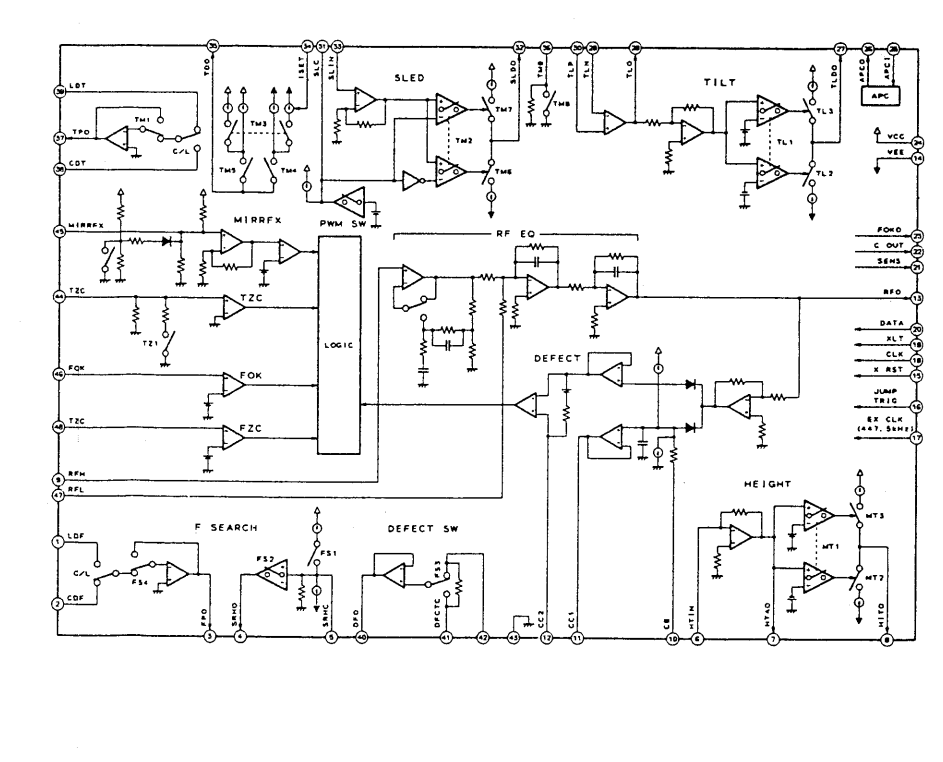 35 34 31 33 32 36 30 29 28 27 26 25
TDO ISET SLC SLIN SLDO TM8 TLP TLN TLO TLDO APCO APCI
SLED
TILT
APC
39 LDT
TM1
37 TPO
C/L
38 CDT
TM3
TM5 TM4
TM7
TM2
TM6
TM8
TL3
TL1
TL2
VCC 24
VEE 14
MIRRFX
PWM SW
RF EQ
45 MIRRFX
FOKO 23
C OUT 22
SENS 21
44 TZC
TZC
TZ1
LOGIC
RFO 13
DATA 20
XLT 19
CLK 18
X RST 15
DEFECT
46 FOK
FOK
JUMP
TRIG 16
EX CLK
(447.5kHz) 17
48 TZC
FZC
9 RFH
47 RFL
HEIGHT
F SEARCH
DEFECT SW
1 LDF
C/L
FS4
2 CDF
FS2
FS1
FS3
MT3
MT1
MT2
FPO SRHO SRHC DFO DFCTC CC2 CC1 CB HTIN HTAO HITO
3 4 5 40 41 42 43 12 11 10 6 7 8